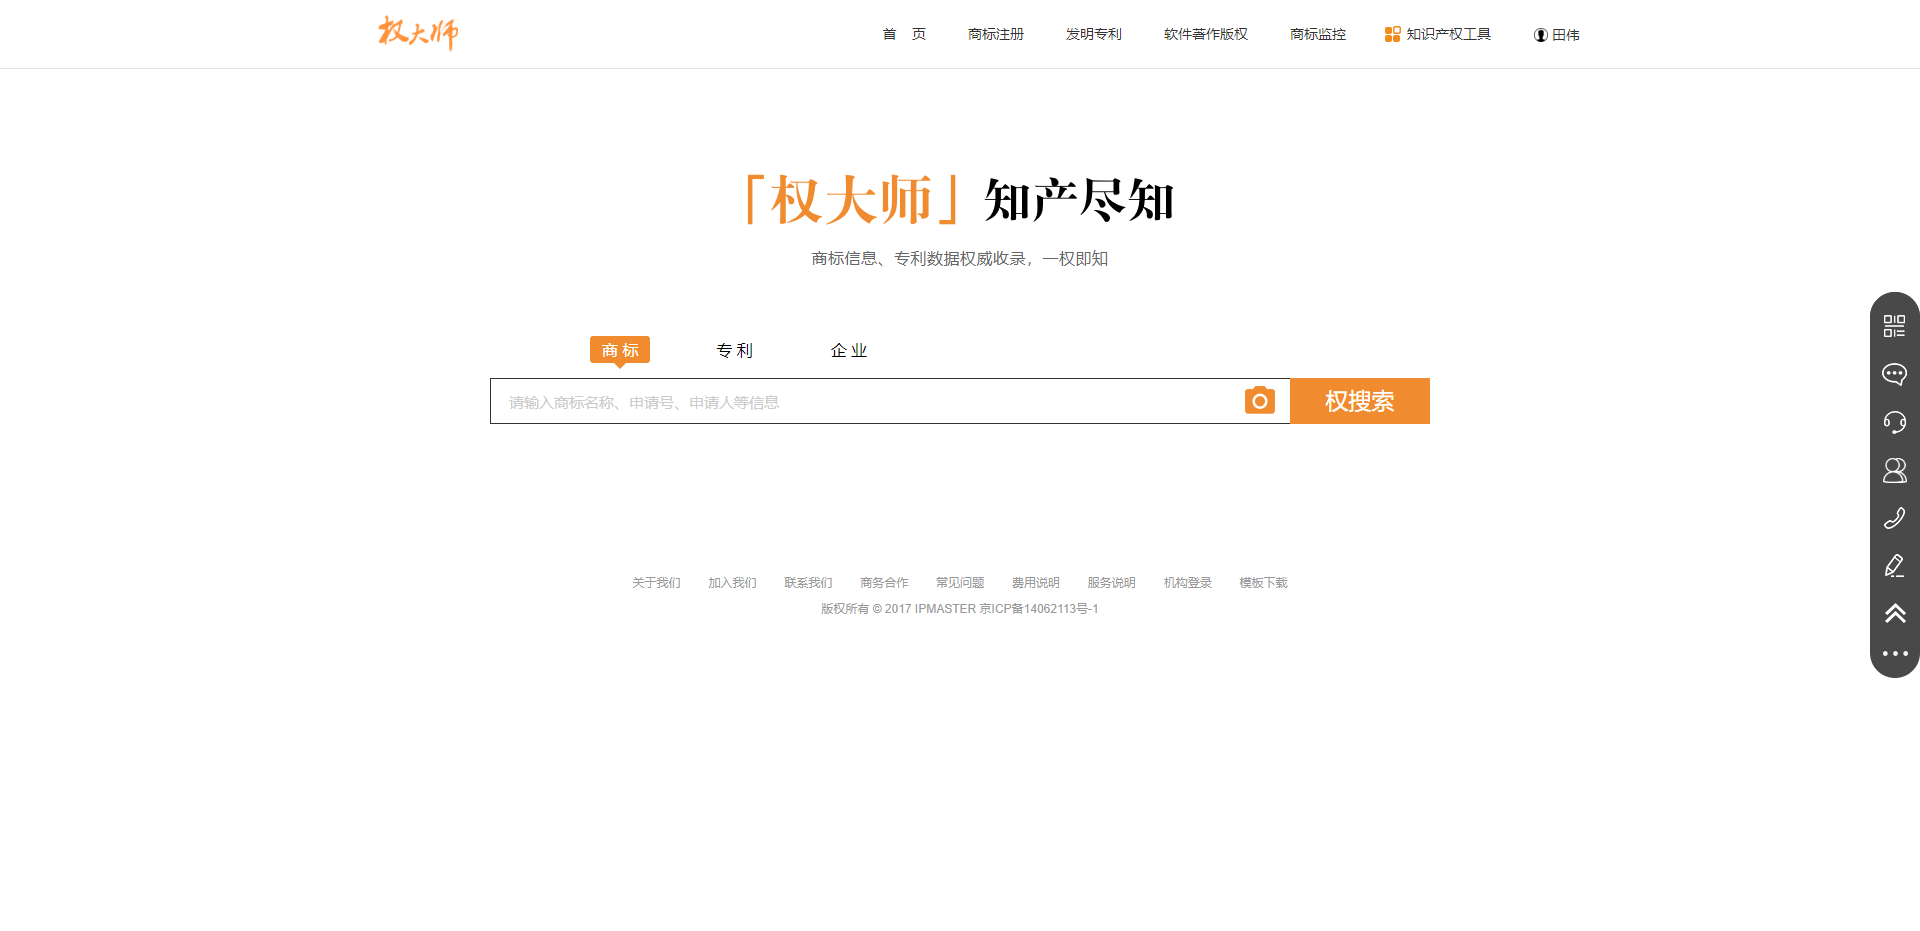 权大师
首 页 商标注册 发明专利 软件著作版权 商标监控 知识产权工具 田伟
「权大师」知产尽知
商标信息、专利数据权威收录，一权即知
商标 专利 企业
请输入商标名称、申请号、申请人等信息 权搜索
关于我们 加入我们 联系我们 商务合作 常见问题 费用说明 服务说明 机构登录 模板下载
版权所有 © 2017 IPMASTER 京ICP备14062113号-1